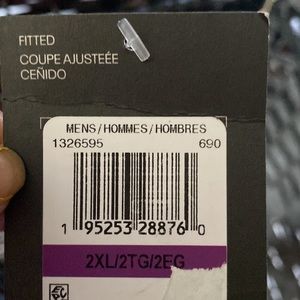 FITTED
COUPE AJUSTEÉE
CEÑIDO
MENS/HOMMES/HOMBRES
1326595 690
1 95253 28876 0
2XL/2TG/2EG